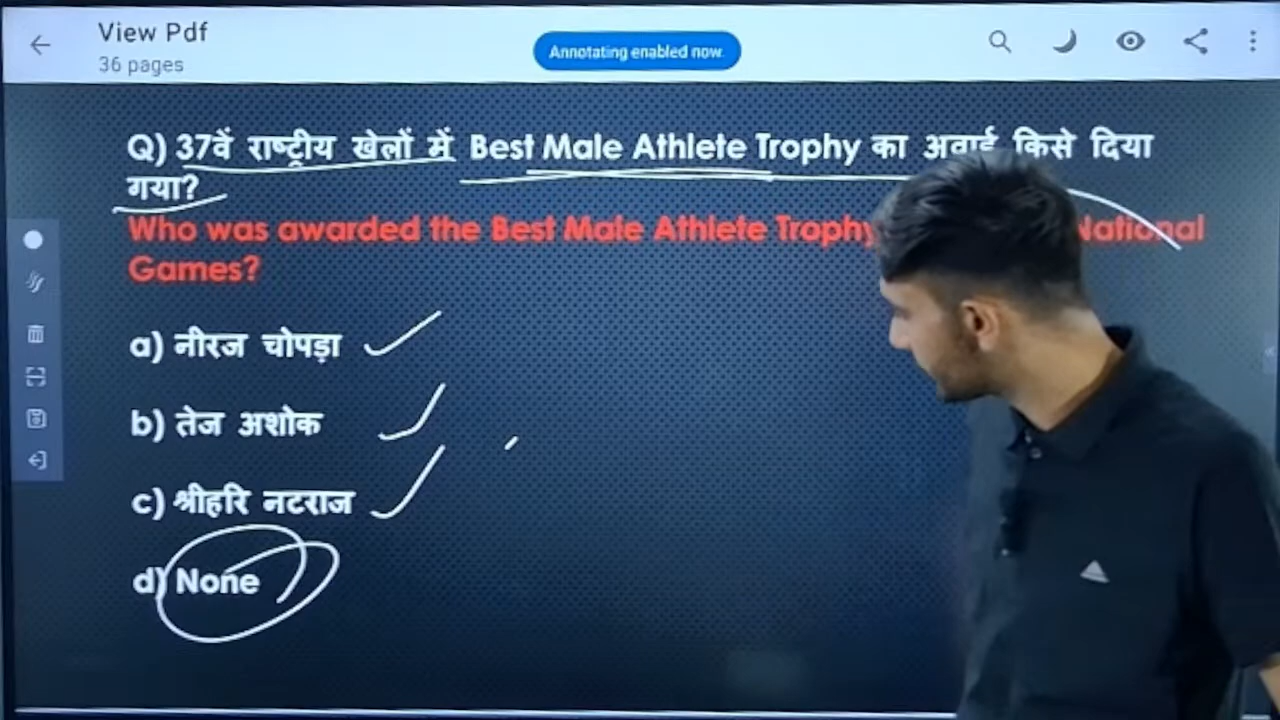 View Pdf
36 pages
Annotating enabled now.
Q) 37वें राष्ट्रीय खेलों में Best Male Athlete Trophy का अवार्ड किसे दिया
गया?
Who was awarded the Best Male Athlete Trophy National
Games?
a) नीरज चोपड़ा
b) तेज अशोक
c) श्रीहरि नटराज
d) None